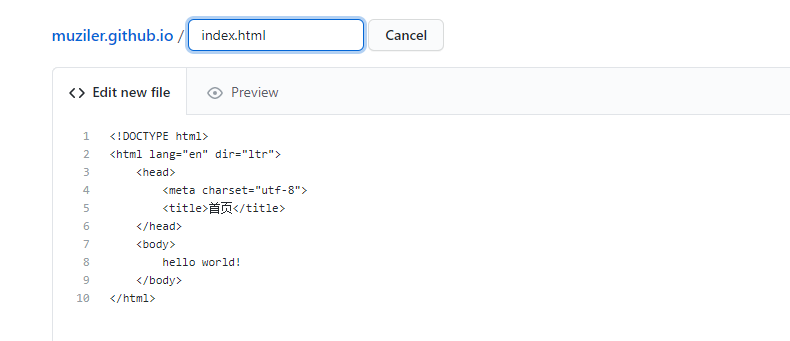 muziler.github.io / index.html Cancel
<> Edit new file Preview
1 <!DOCTYPE html>
2 <html lang="en" dir="ltr">
3 <head>
4 <meta charset="utf-8">
5 <title>首页</title>
6 </head>
7 <body>
8 hello world!
9 </body>
10 </html>